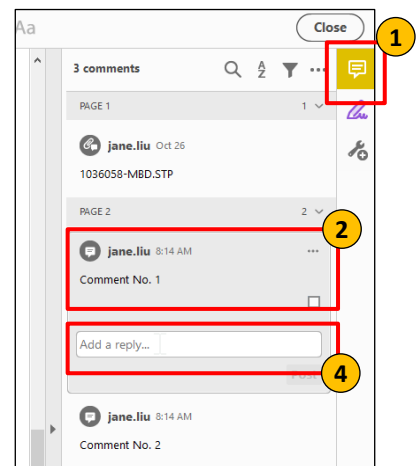 Aa
Close
1
3 comments
PAGE 1
1
jane.liu Oct 26
1036058-MBD.STP
PAGE 2
2
2
jane.liu 8:14 AM
Comment No. 1
Add a reply...
Post
4
jane.liu 8:14 AM
Comment No. 2